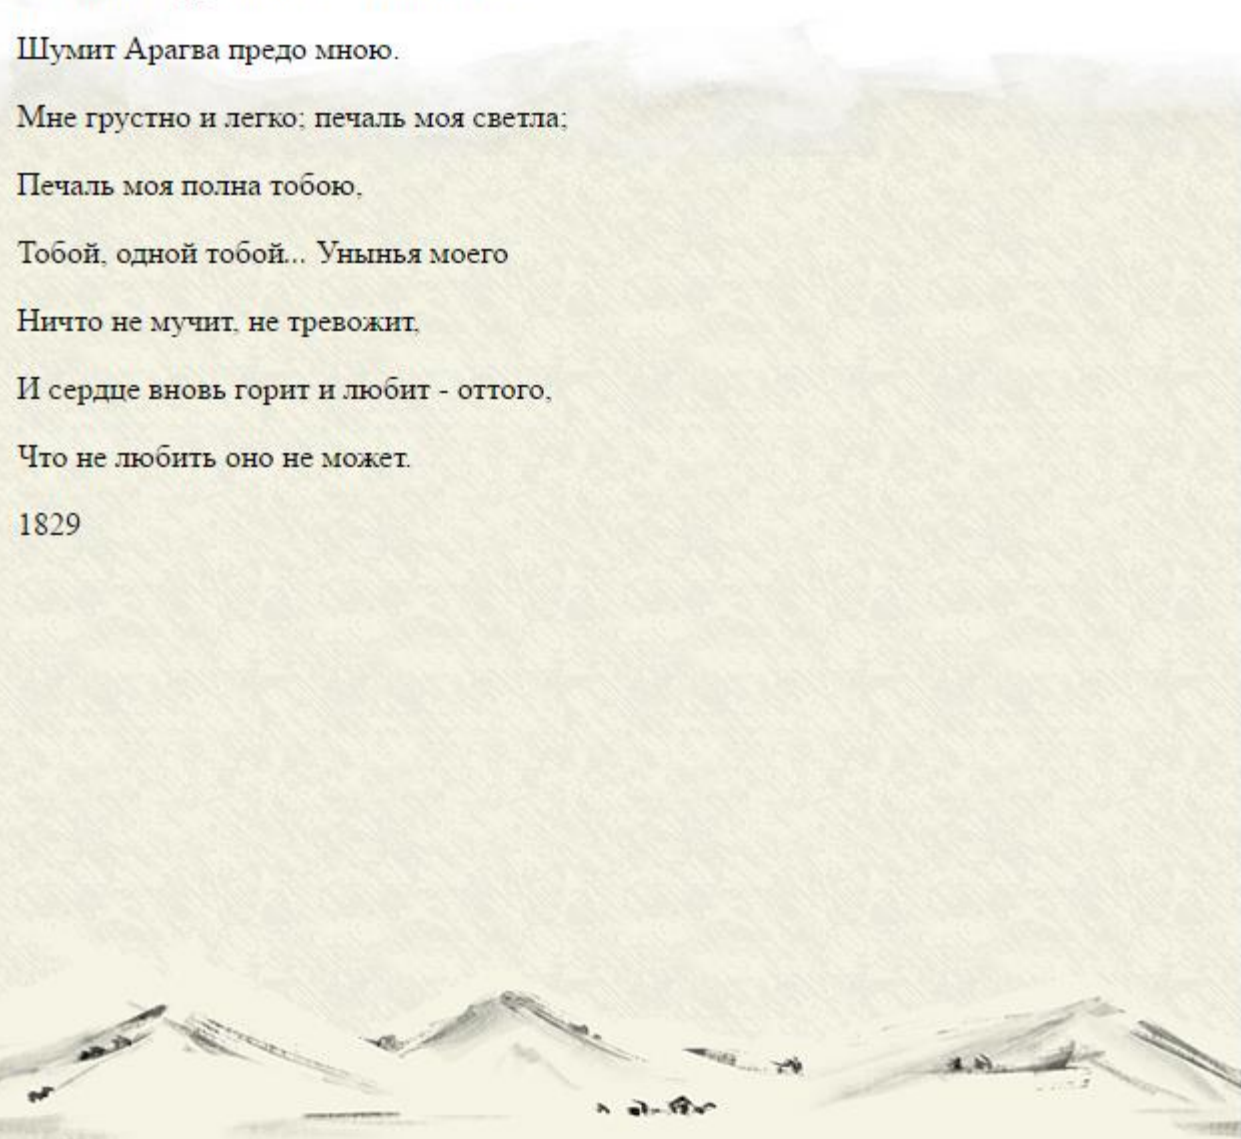 Шумит Арагва предо мною.
Мне грустно и легко; печаль моя светла;
Печаль моя полна тобою,
Тобой, одной тобой... Унынья моего
Ничто не мучит, не тревожит,
И сердце вновь горит и любит - оттого,
Что не любить оно не может.
1829